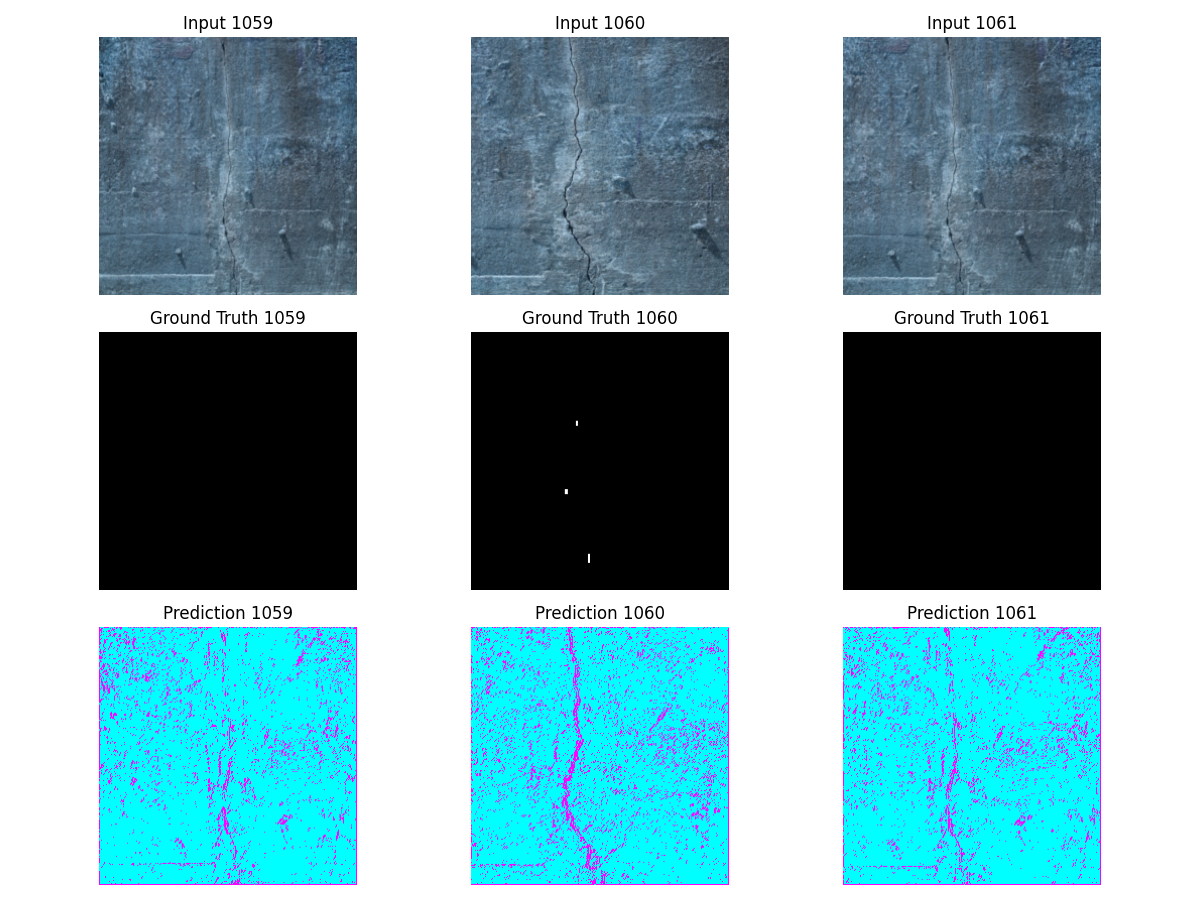 Input 1059
Input 1060
Input 1061
Ground Truth 1059
Ground Truth 1060
Ground Truth 1061
Prediction 1059
Prediction 1060
Prediction 1061